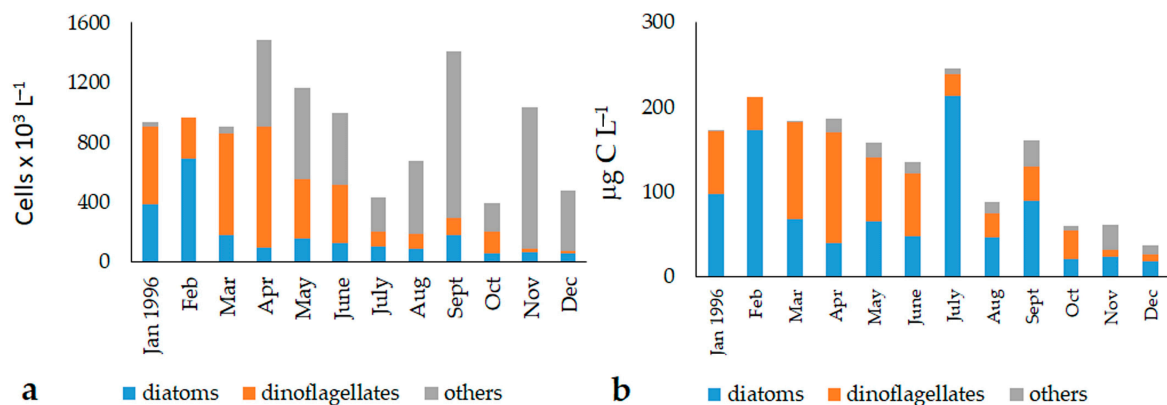 Cells x 10³ L⁻¹
1600
1200
800
400
0
Jan 1996
Feb
Mar
Apr
May
June
July
Aug
Sept
Oct
Nov
Dec
a
diatoms
dinoflagellates
others
µg C L⁻¹
300
200
100
0
Jan 1996
Feb
Mar
Apr
May
June
July
Aug
Sept
Oct
Nov
Dec
b
diatoms
dinoflagellates
others